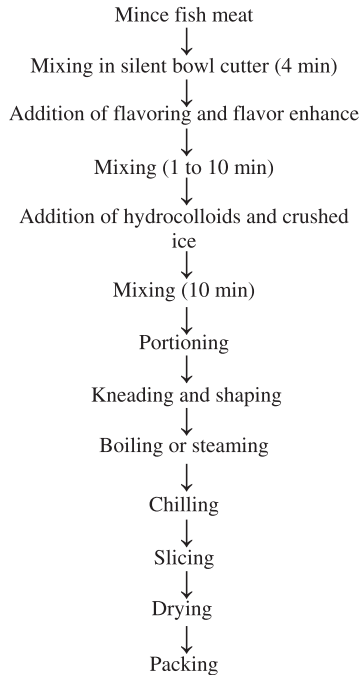 Mince fish meat
Mixing in silent bowl cutter (4 min)
Addition of flavoring and flavor enhance
Mixing (1 to 10 min)
Addition of hydrocolloids and crushed
ice
Mixing (10 min)
Portioning
Kneading and shaping
Boiling or steaming
Chilling
Slicing
Drying
Packing